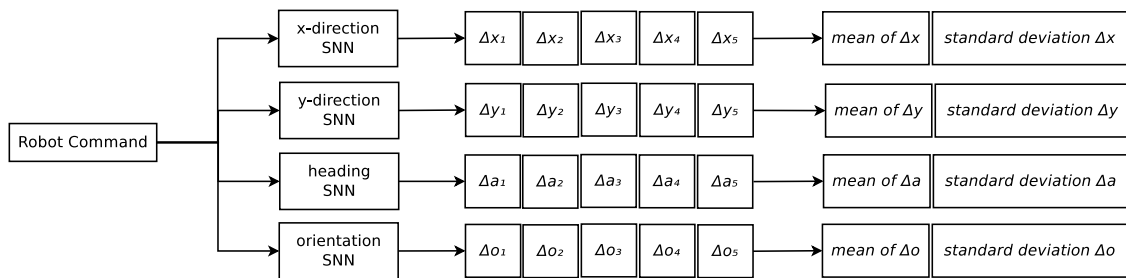 Robot Command
x-direction
SNN
Δx₁ Δx₂ Δx₃ Δx₄ Δx₅
mean of Δx standard deviation Δx
y-direction
SNN
Δy₁ Δy₂ Δy₃ Δy₄ Δy₅
mean of Δy standard deviation Δy
heading
SNN
Δa₁ Δa₂ Δa₃ Δa₄ Δa₅
mean of Δa standard deviation Δa
orientation
SNN
Δo₁ Δo₂ Δo₃ Δo₄ Δo₅
mean of Δo standard deviation Δo